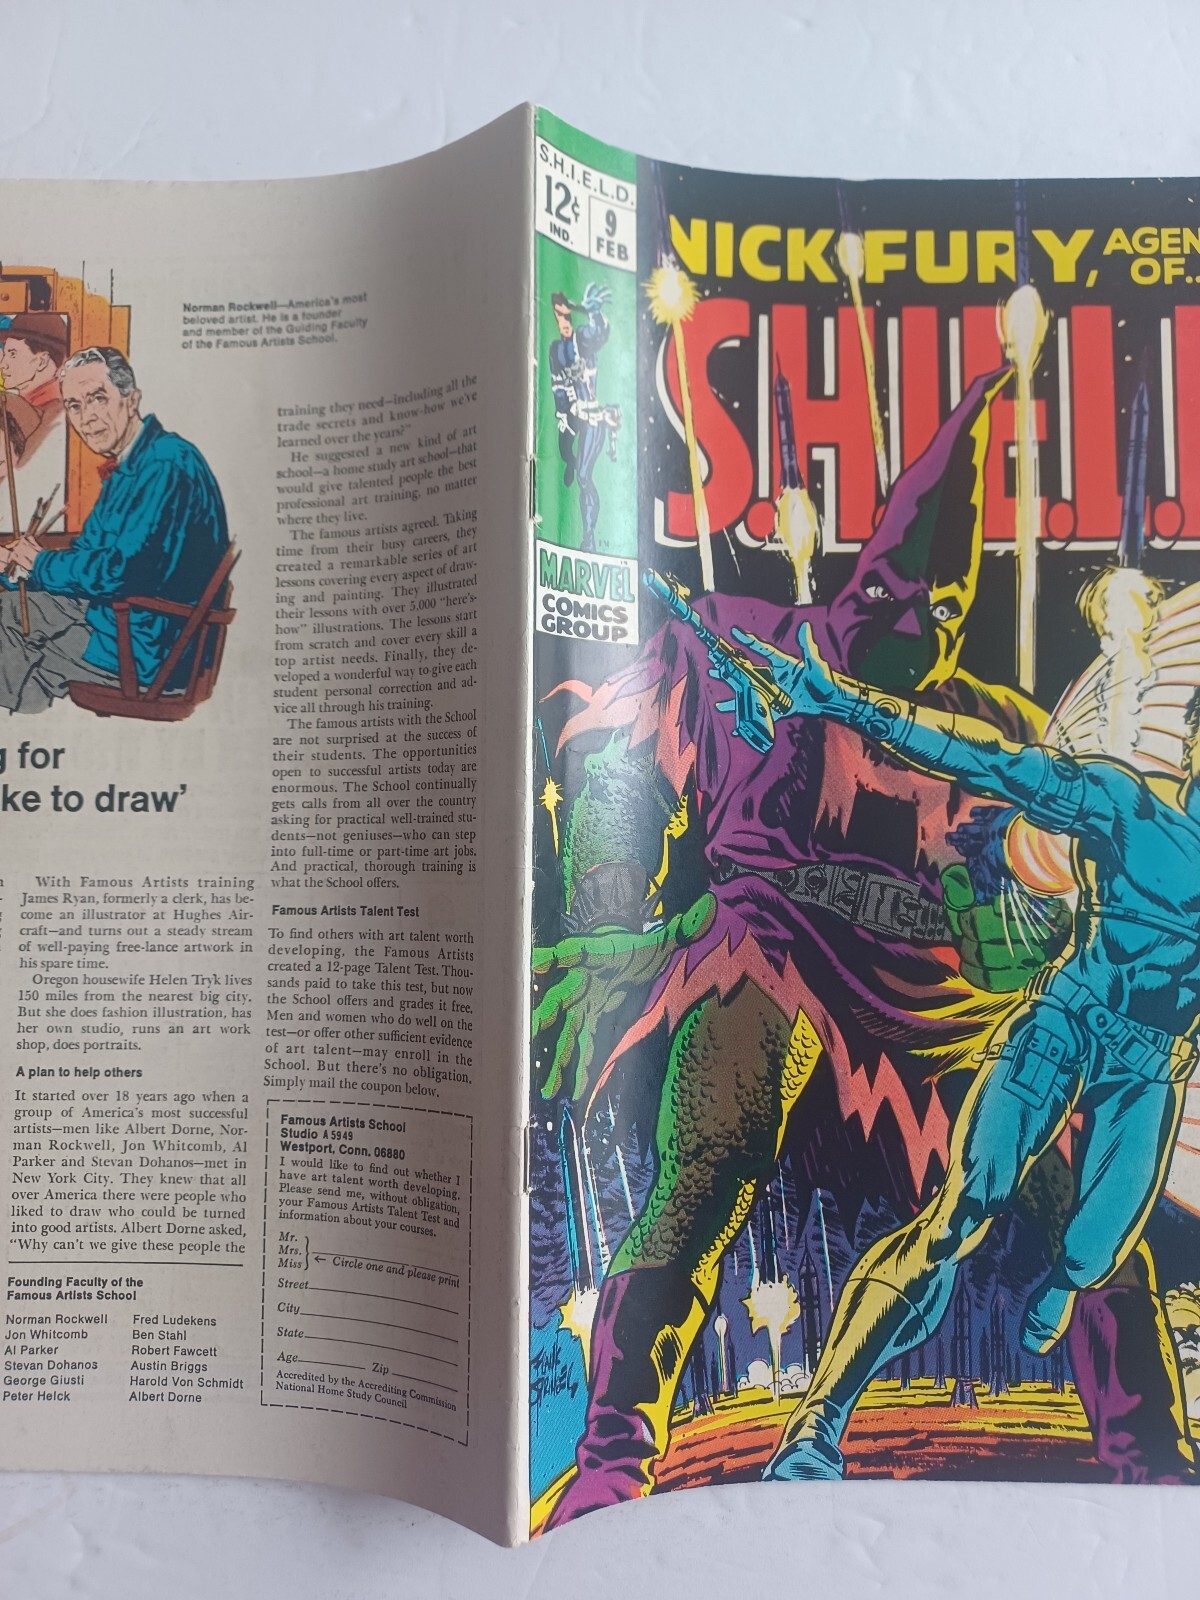 Norman Rockwell—America's most
beloved artist. He is a founder
and member of the Guiding Faculty
of the Famous Artists School.
g for
ke to draw'
With Famous Artists training
James Ryan, formerly a clerk, has be-
come an illustrator at Hughes Air-
craft—and turns out a steady stream
of well-paying free-lance artwork in
his spare time.
Oregon housewife Helen Tryk lives
150 miles from the nearest big city.
But she does fashion illustration, has
her own studio, runs an art work
shop, does portraits.
A plan to help others
It started over 18 years ago when a
group of America's most successful
artists—men like Albert Dorne, Nor-
man Rockwell, Jon Whitcomb, Al
Parker and Stevan Dohanos—met in
New York City. They knew that all
over America there were people who
liked to draw who could be turned
into good artists. Albert Dorne asked,
"Why can't we give these people the
training they need—including all the
trade secrets and know-how we've
learned over the years?"
He suggested a new kind of art
school—a home study art school—that
would give talented people the best
professional art training, no matter
where they live.
The famous artists agreed. Taking
time from their busy careers, they
created a remarkable series of art
lessons covering every aspect of draw-
ing and painting. They illustrated
their lessons with over 5,000 "here's-
how" illustrations. The lessons start
from scratch and cover every skill a
top artist needs. Finally, they de-
veloped a wonderful way to give each
student personal correction and ad-
vice all through his training.
The famous artists with the School
are not surprised at the success of
their students. The opportunities
open to successful artists today are
enormous. The School continually
gets calls from all over the country
asking for practical well-trained stu-
dents—not geniuses—who can step
into full-time or part-time art jobs.
And practical, thorough training is
what the School offers.
Famous Artists Talent Test
To find others with art talent worth
developing, the Famous Artists
created a 12-page Talent Test. Thou-
sands paid to take this test, but now
the School offers and grades it free.
Men and women who do well on the
test—or offer other sufficient evidence
of art talent—may enroll in the
School. But there's no obligation.
Simply mail the coupon below.
Founding Faculty of the
Famous Artists School
Norman Rockwell Fred Ludekens
Jon Whitcomb Ben Stahl
Al Parker Robert Fawcett
Stevan Dohanos Austin Briggs
George Giusti Harold Von Schmidt
Peter Helck Albert Dorne
Famous Artists School
Studio A5949
Westport, Conn. 06880
I would like to find out whether I
have art talent worth developing.
Please send me, without obligation,
your Famous Artists Talent Test and
information about your courses.
Mr.
Mrs.
Miss ← Circle one and please print
Street
City
State
Age Zip
Accredited by the Accrediting Commission
National Home Study Council
S.H.I.E.L.D.
12¢ 9
IND. FEB
MARVEL
COMICS
GROUP
NICK FURY, AGEN
OF..
S.H.I.E.L.